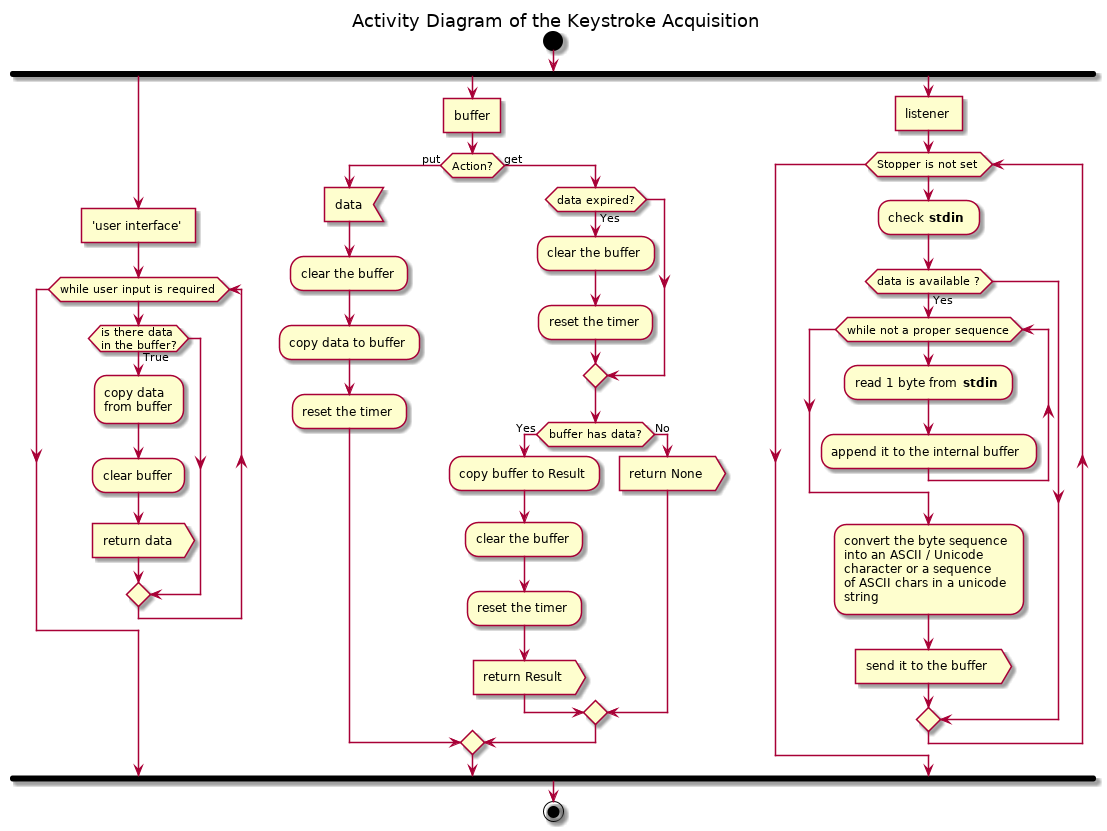 Activity Diagram of the Keystroke Acquisition
'user interface'
while user input is required
is there data
in the buffer?
True
copy data
from buffer
clear buffer
return data
buffer
put
Action?
get
data
clear the buffer
copy data to buffer
reset the timer
data expired?
Yes
clear the buffer
reset the timer
Yes
buffer has data?
No
copy buffer to Result
clear the buffer
reset the timer
return Result
return None
listener
Stopper is not set
check stdin
data is available ?
Yes
while not a proper sequence
read 1 byte from stdin
append it to the internal buffer
convert the byte sequence
into an ASCII / Unicode
character or a sequence
of ASCII chars in a unicode
string
send it to the buffer